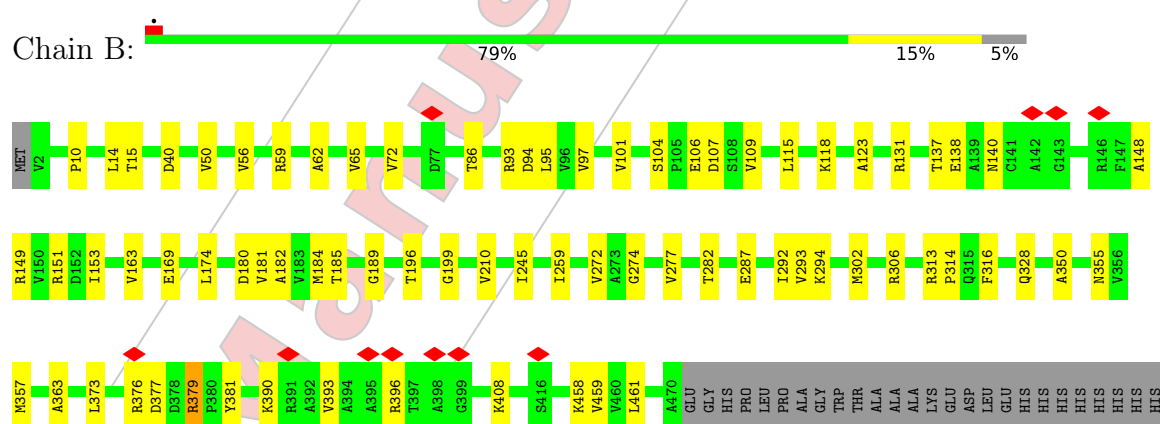 Chain B:
79% 15% 5%
MET V2 P10 L14 T15 D40 V50 V56 R59 A62 V65 V72 D77 T86 R93 D94 L95 V96 V97 V101 S104 P105 E106 D107 S108 V109 L115 K118 A123 R131 T137 E138 A139 N140 C141 A142 G143 R146 F147 A148
R149 V150 R151 D152 I153 V163 E169 L174 D180 V181 A182 V183 M184 T185 G189 T196 G199 V210 I245 I259 V272 A273 G274 V277 T282 E287 I292 V293 K294 M302 R306 R313 P314 Q315 F316 Q328 A350 N355 V356
M357 A363 L373 R376 D377 D378 R379 P380 Y381 K390 R391 A392 V393 A394 A395 R396 T397 A398 G399 K408 S416 K458 V459 V460 L461 A470 GLU GLY HIS PRO LEU PRO ALA GLY TRP THR ALA ALA ALA LYS GLU ASP LEU GLU HIS HIS HIS HIS HIS HIS HIS HIS
Manus